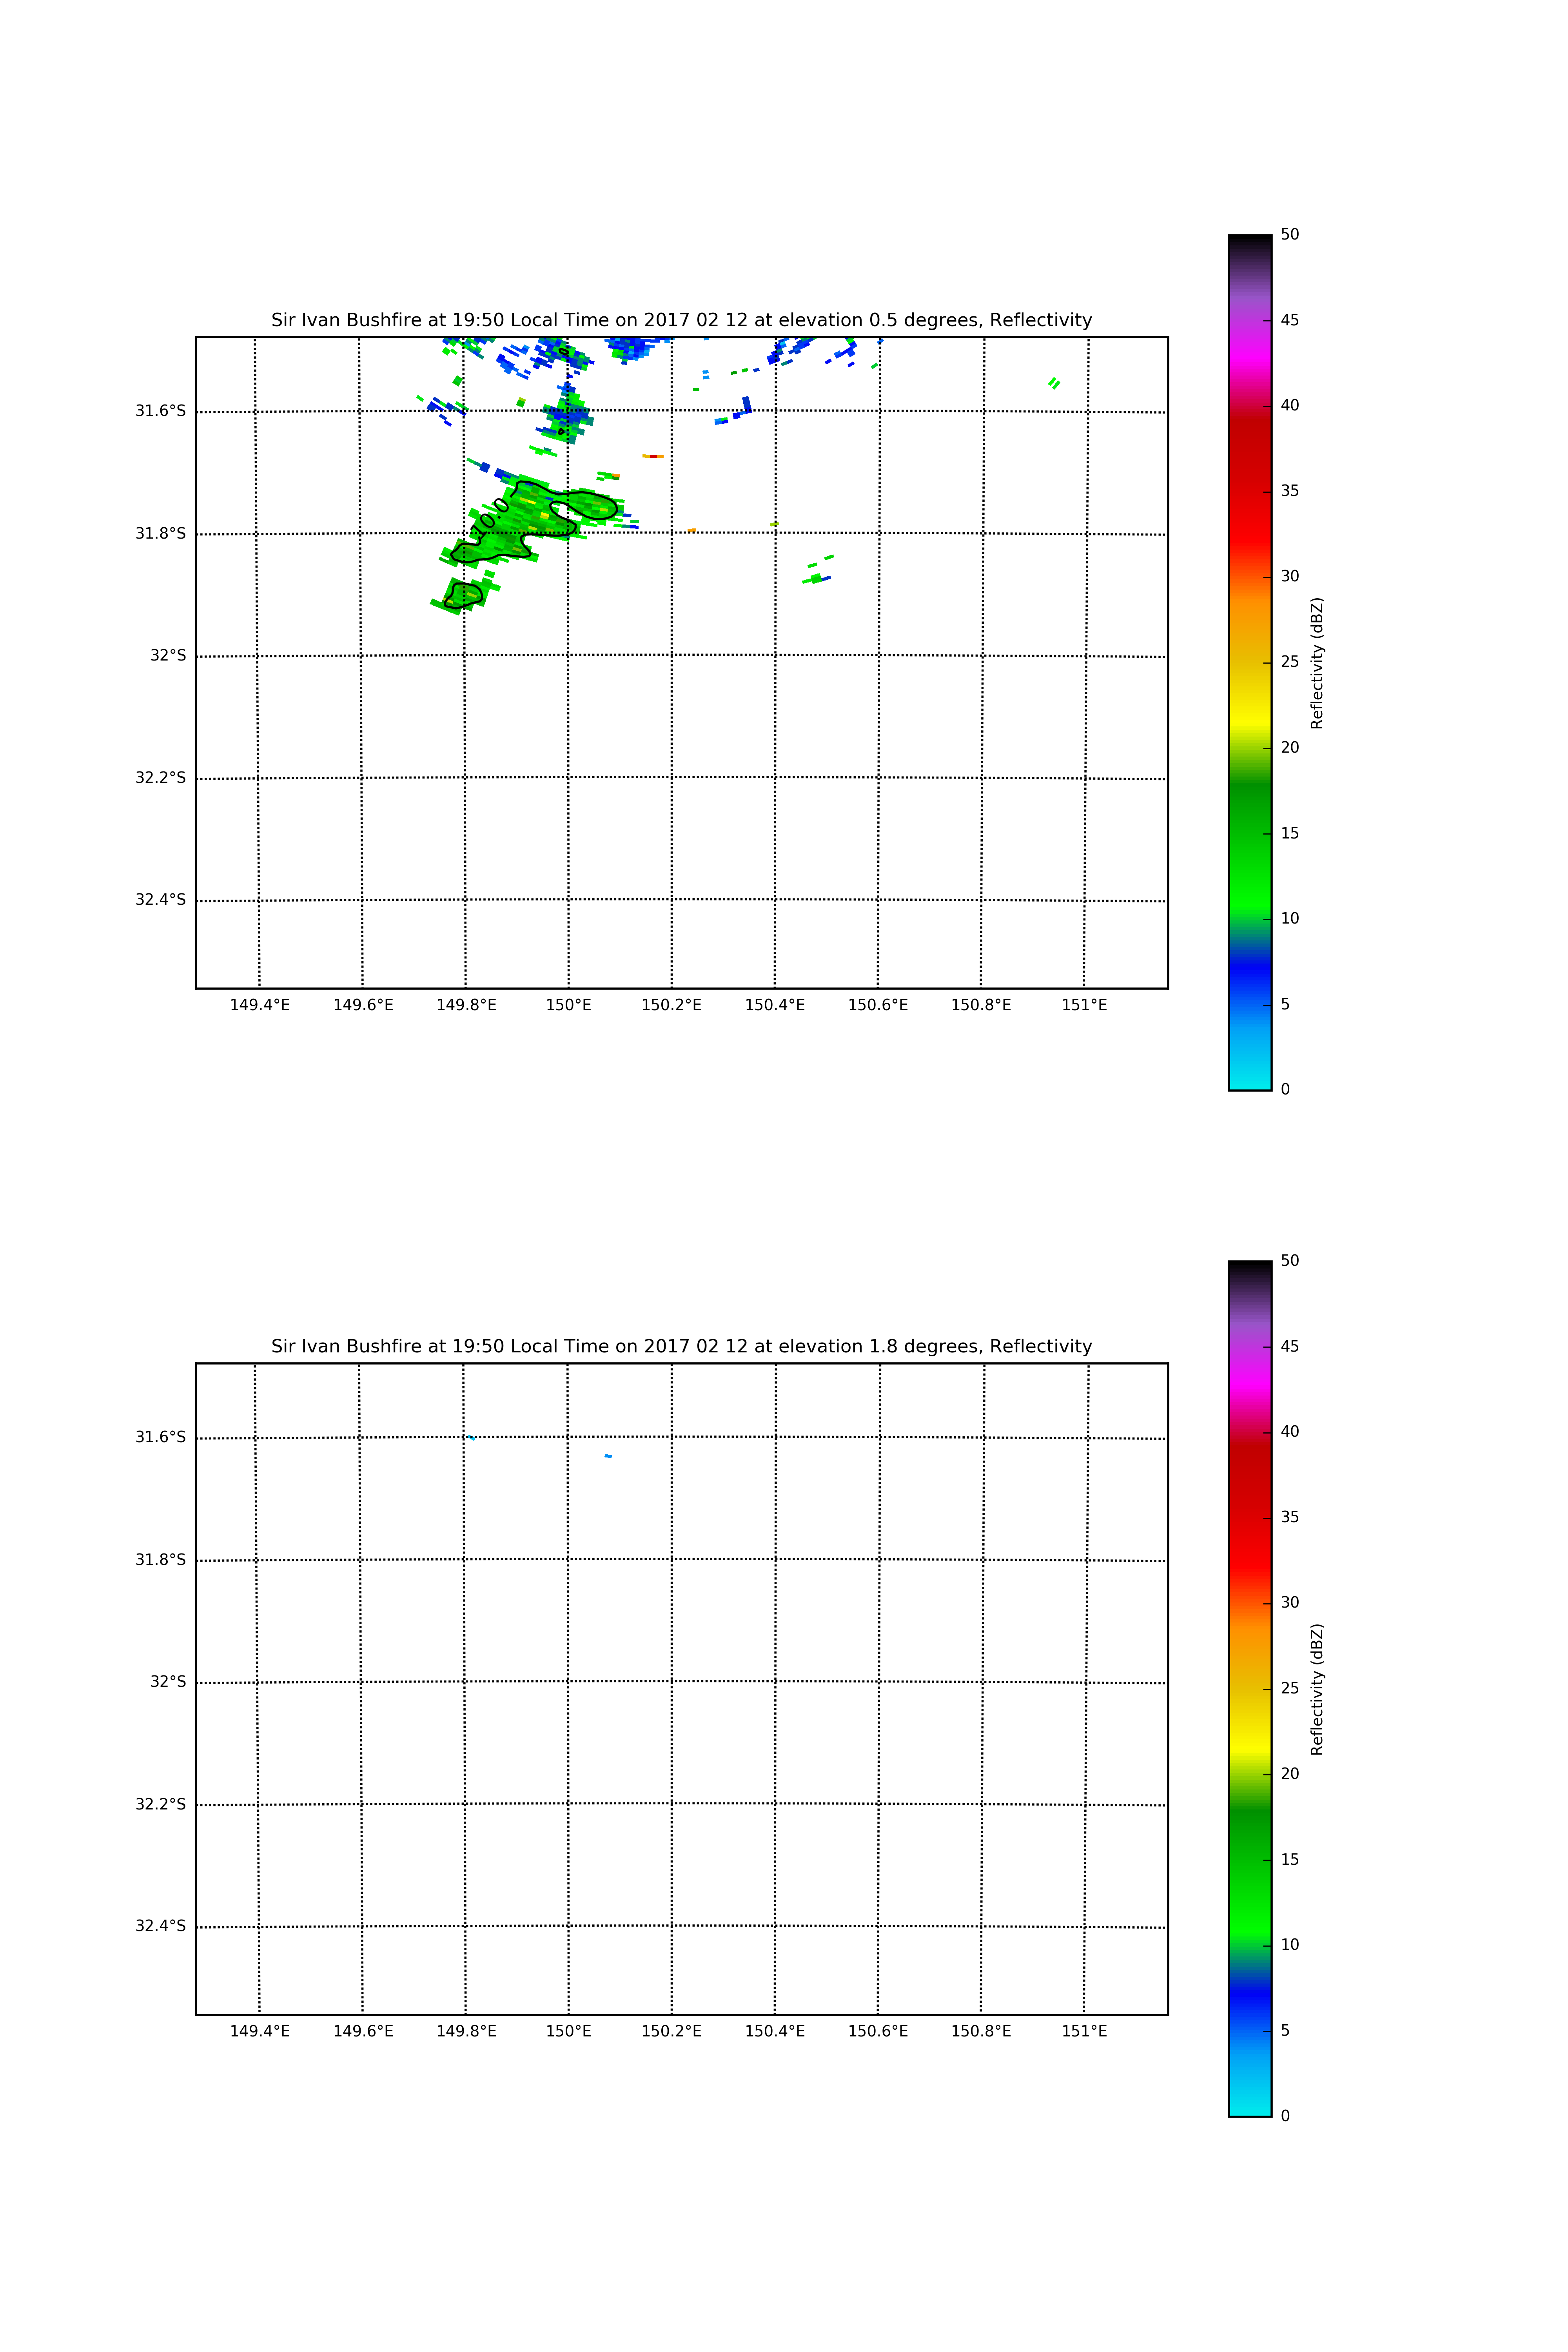 Sir Ivan Bushfire at 19:50 Local Time on 2017 02 12 at elevation 0.5 degrees, Reflectivity
31.6°S
31.8°S
32°S
32.2°S
32.4°S
149.4°E 149.6°E 149.8°E 150°E 150.2°E 150.4°E 150.6°E 150.8°E 151°E
50
45
40
35
30
25
20
15
10
5
0
Reflectivity (dBZ)
Sir Ivan Bushfire at 19:50 Local Time on 2017 02 12 at elevation 1.8 degrees, Reflectivity
31.6°S
31.8°S
32°S
32.2°S
32.4°S
149.4°E 149.6°E 149.8°E 150°E 150.2°E 150.4°E 150.6°E 150.8°E 151°E
50
45
40
35
30
25
20
15
10
5
0
Reflectivity (dBZ)